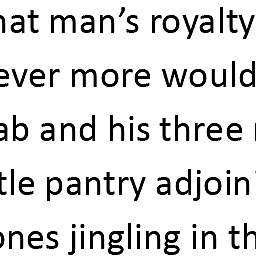 hat man's royalty
ever more would
ab and his three
tle pantry adjoin
ones jingling in th